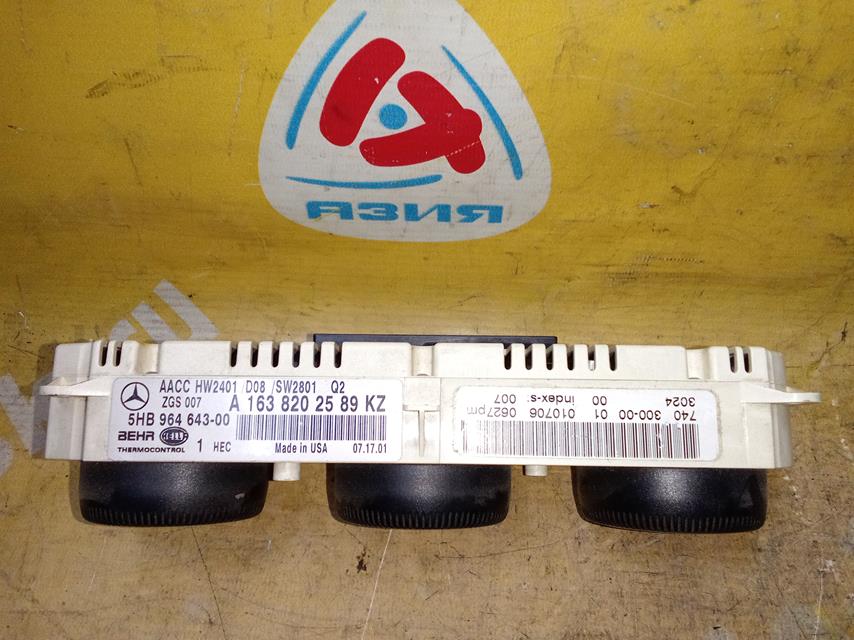 АЗИЯ
AACC HW2401 /D08 /SW2801 Q2
ZGS 007
A 163 820 25 89 KZ
5HB 964 643-00
BEHR HELLA
THERMOCONTROL
1 HEC
Made in USA
07.17.01
740 300-00 01 010706 0627pm
3024 00 index-s: 007